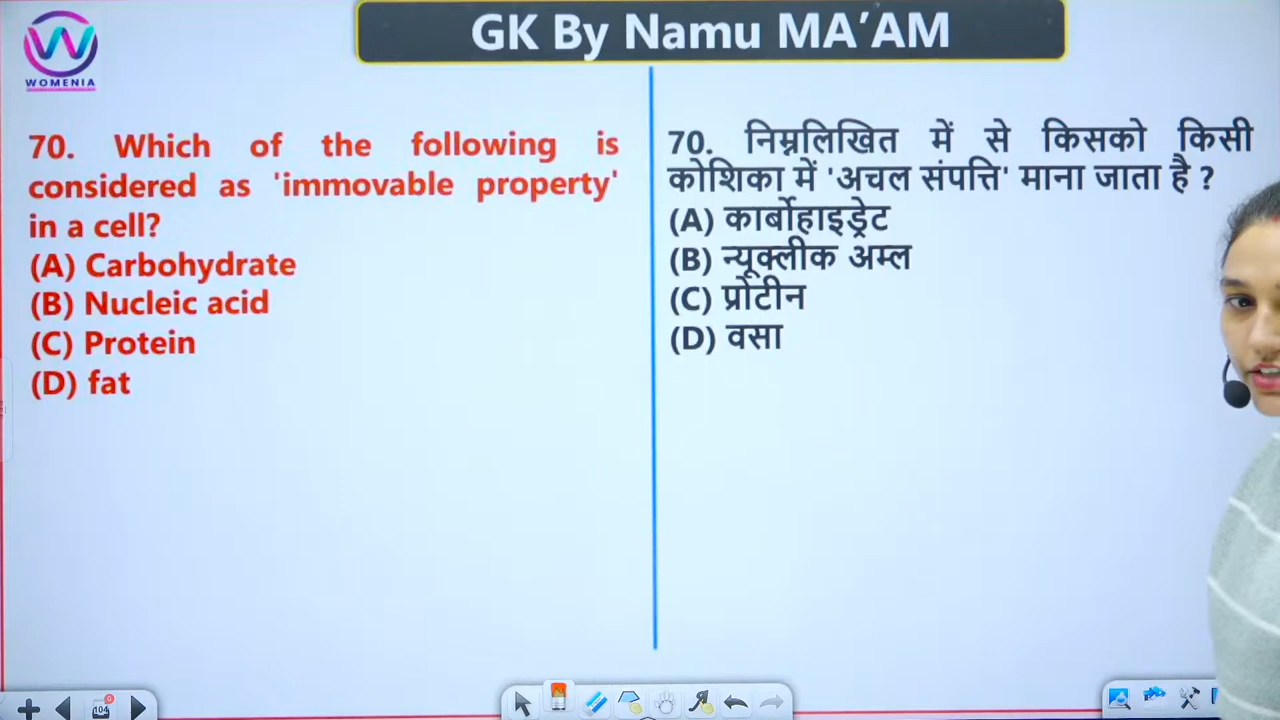 GK By Namu MA’AM
WOMENIA
70. Which of the following is
considered as 'immovable property'
in a cell?
(A) Carbohydrate
(B) Nucleic acid
(C) Protein
(D) fat
70. निम्नलिखित में से किसको किसी
कोशिका में 'अचल संपत्ति' माना जाता है ?
(A) कार्बोहाइड्रेट
(B) न्यूक्लीक अम्ल
(C) प्रोटीन
(D) वसा
104